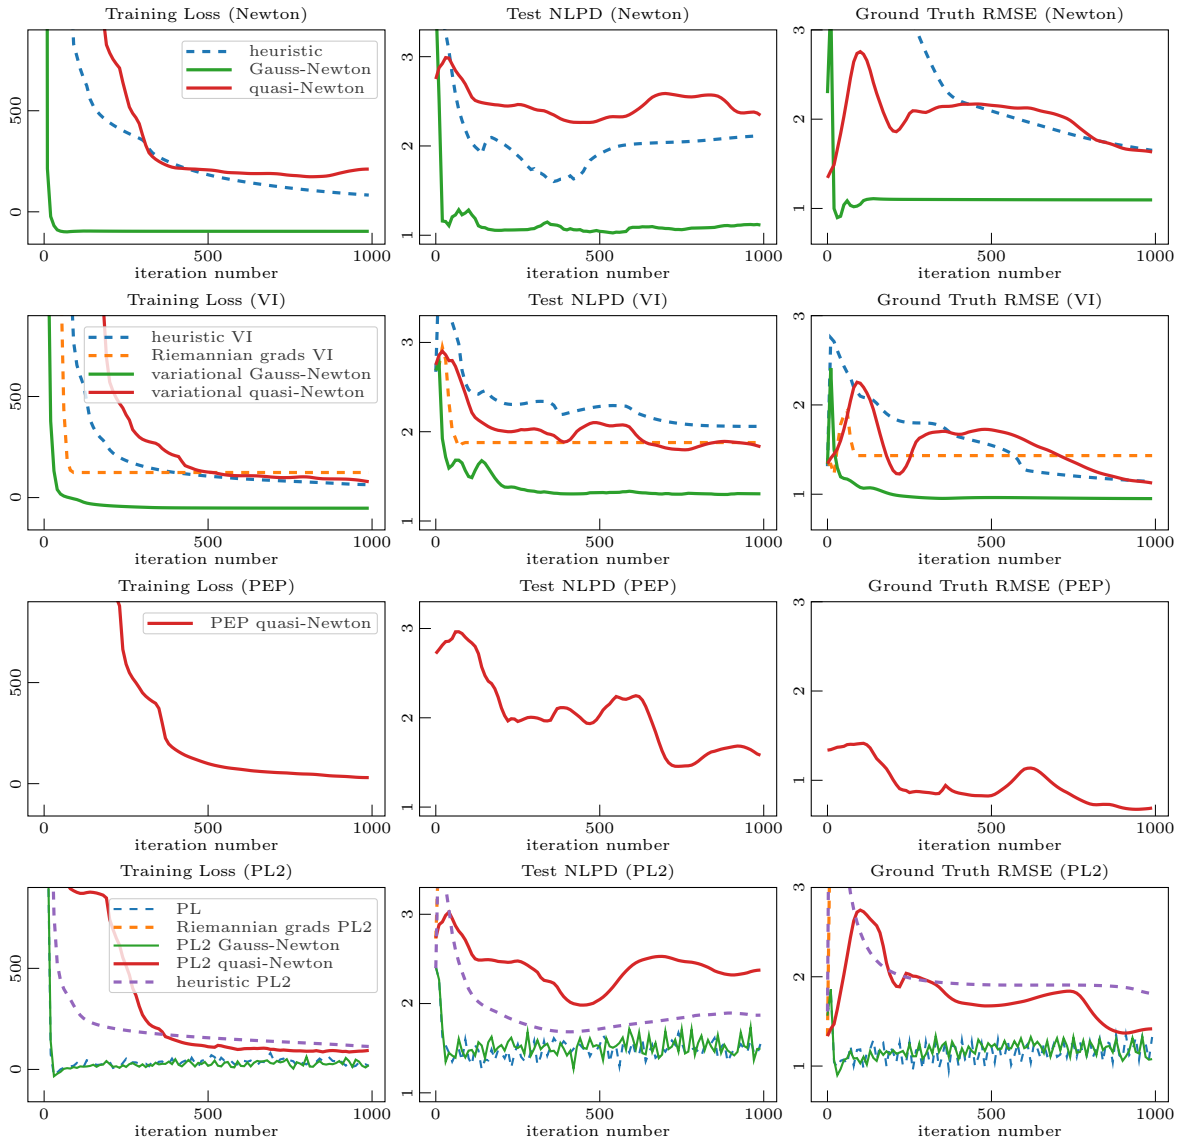 Training Loss (Newton)
Test NLPD (Newton)
Ground Truth RMSE (Newton)
heuristic
Gauss-Newton
quasi-Newton
500
0
3
2
1
3
2
1
0 500 1000
0 500 1000
0 500 1000
iteration number
iteration number
iteration number
Training Loss (VI)
Test NLPD (VI)
Ground Truth RMSE (VI)
heuristic VI
Riemannian grads VI
variational Gauss-Newton
variational quasi-Newton
500
0
3
2
1
3
2
1
0 500 1000
0 500 1000
0 500 1000
iteration number
iteration number
iteration number
Training Loss (PEP)
Test NLPD (PEP)
Ground Truth RMSE (PEP)
PEP quasi-Newton
500
0
3
2
1
3
2
1
0 500 1000
0 500 1000
0 500 1000
iteration number
iteration number
iteration number
Training Loss (PL2)
Test NLPD (PL2)
Ground Truth RMSE (PL2)
PL
Riemannian grads PL2
PL2 Gauss-Newton
PL2 quasi-Newton
heuristic PL2
500
0
3
2
1
3
2
1
0 500 1000
0 500 1000
0 500 1000
iteration number
iteration number
iteration number